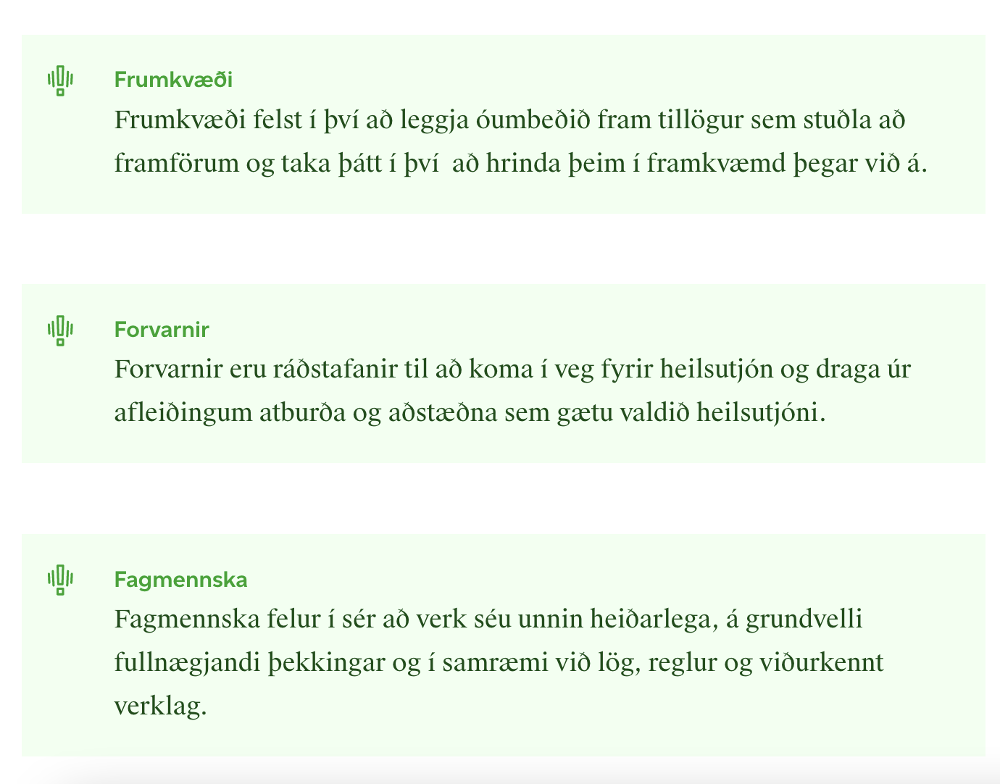 Frumkvæði
Frumkvæði felst í því að leggja óumbeðið fram tillögur sem stuðla að
framförum og taka þátt í því  að hrinda þeim í framkvæmd þegar við á.
Forvarnir
Forvarnir eru ráðstafanir til að koma í veg fyrir heilsutjón og draga úr
afleiðingum atburða og aðstæðna sem gætu valdið heilsutjóni.
Fagmennska
Fagmennska felur í sér að verk séu unnin heiðarlega, á grundvelli
fullnægjandi þekkingar og í samræmi við lög, reglur og viðurkennt
verklag.